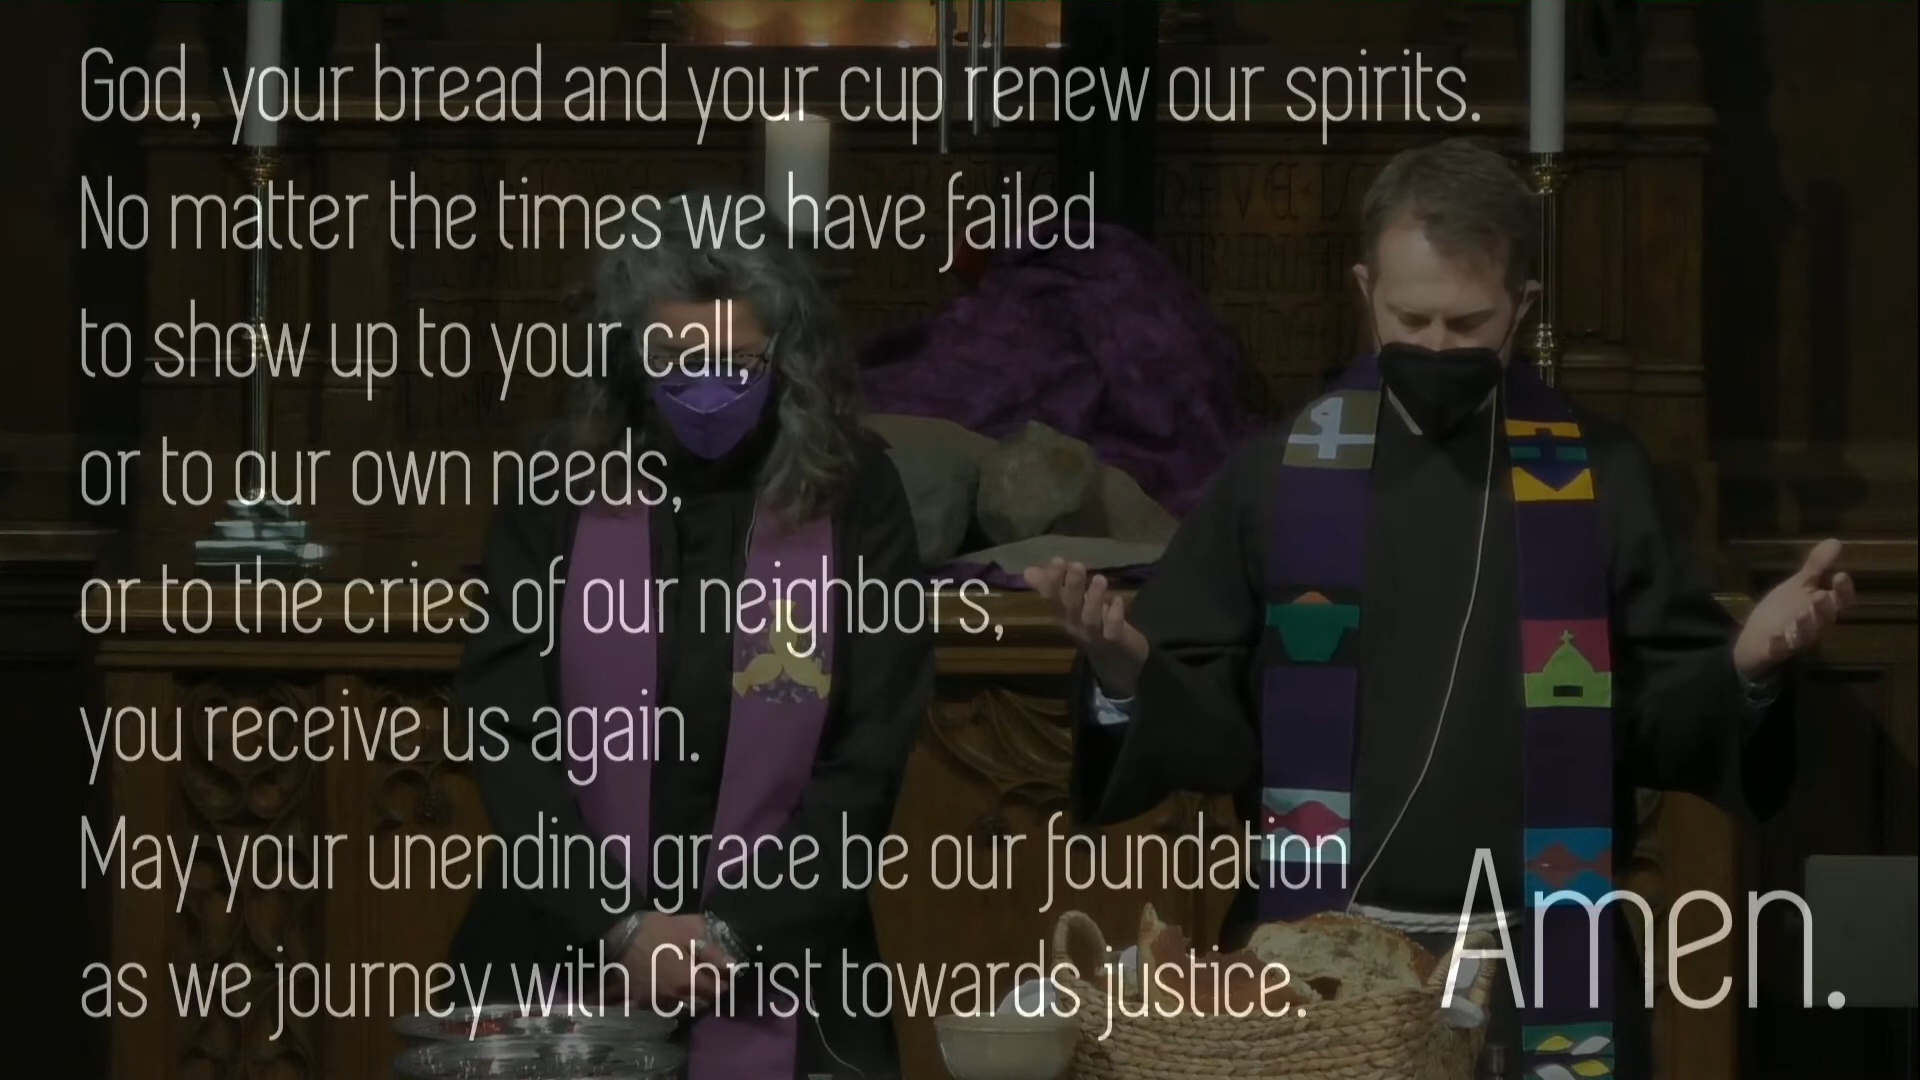 God, your bread and your cup renew our spirits.
No matter the times we have failed
to show up to your call,
or to our own needs,
or to the cries of our neighbors,
you receive us again.
May your unending grace be our foundation
as we journey with Christ towards justice.
Amen.